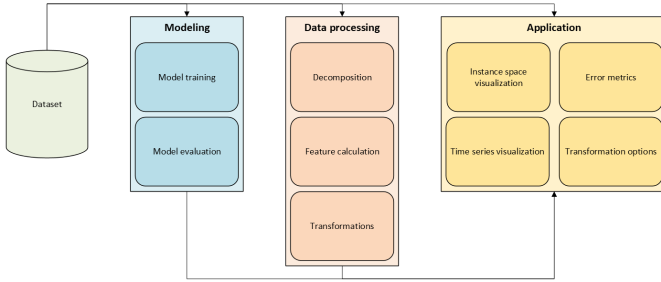 Dataset
Modeling
Model training
Model evaluation
Data processing
Decomposition
Feature calculation
Transformations
Application
Instance space
visualization
Error metrics
Time series visualization
Transformation options